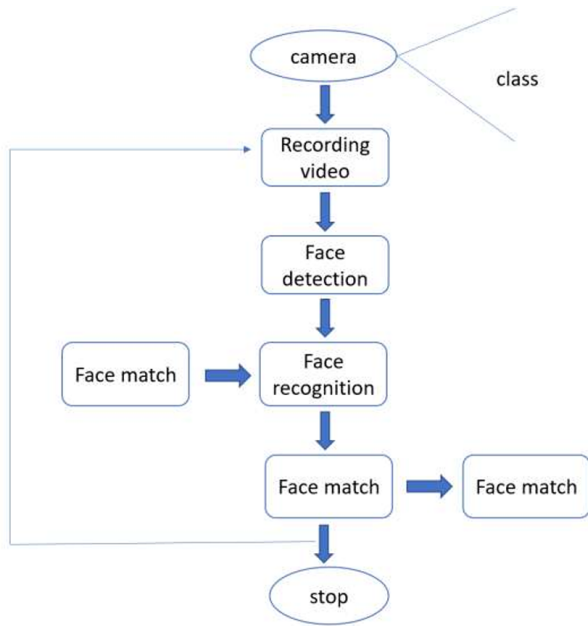 camera
class
Recording
video
Face
detection
Face match
Face
recognition
Face match
Face match
stop